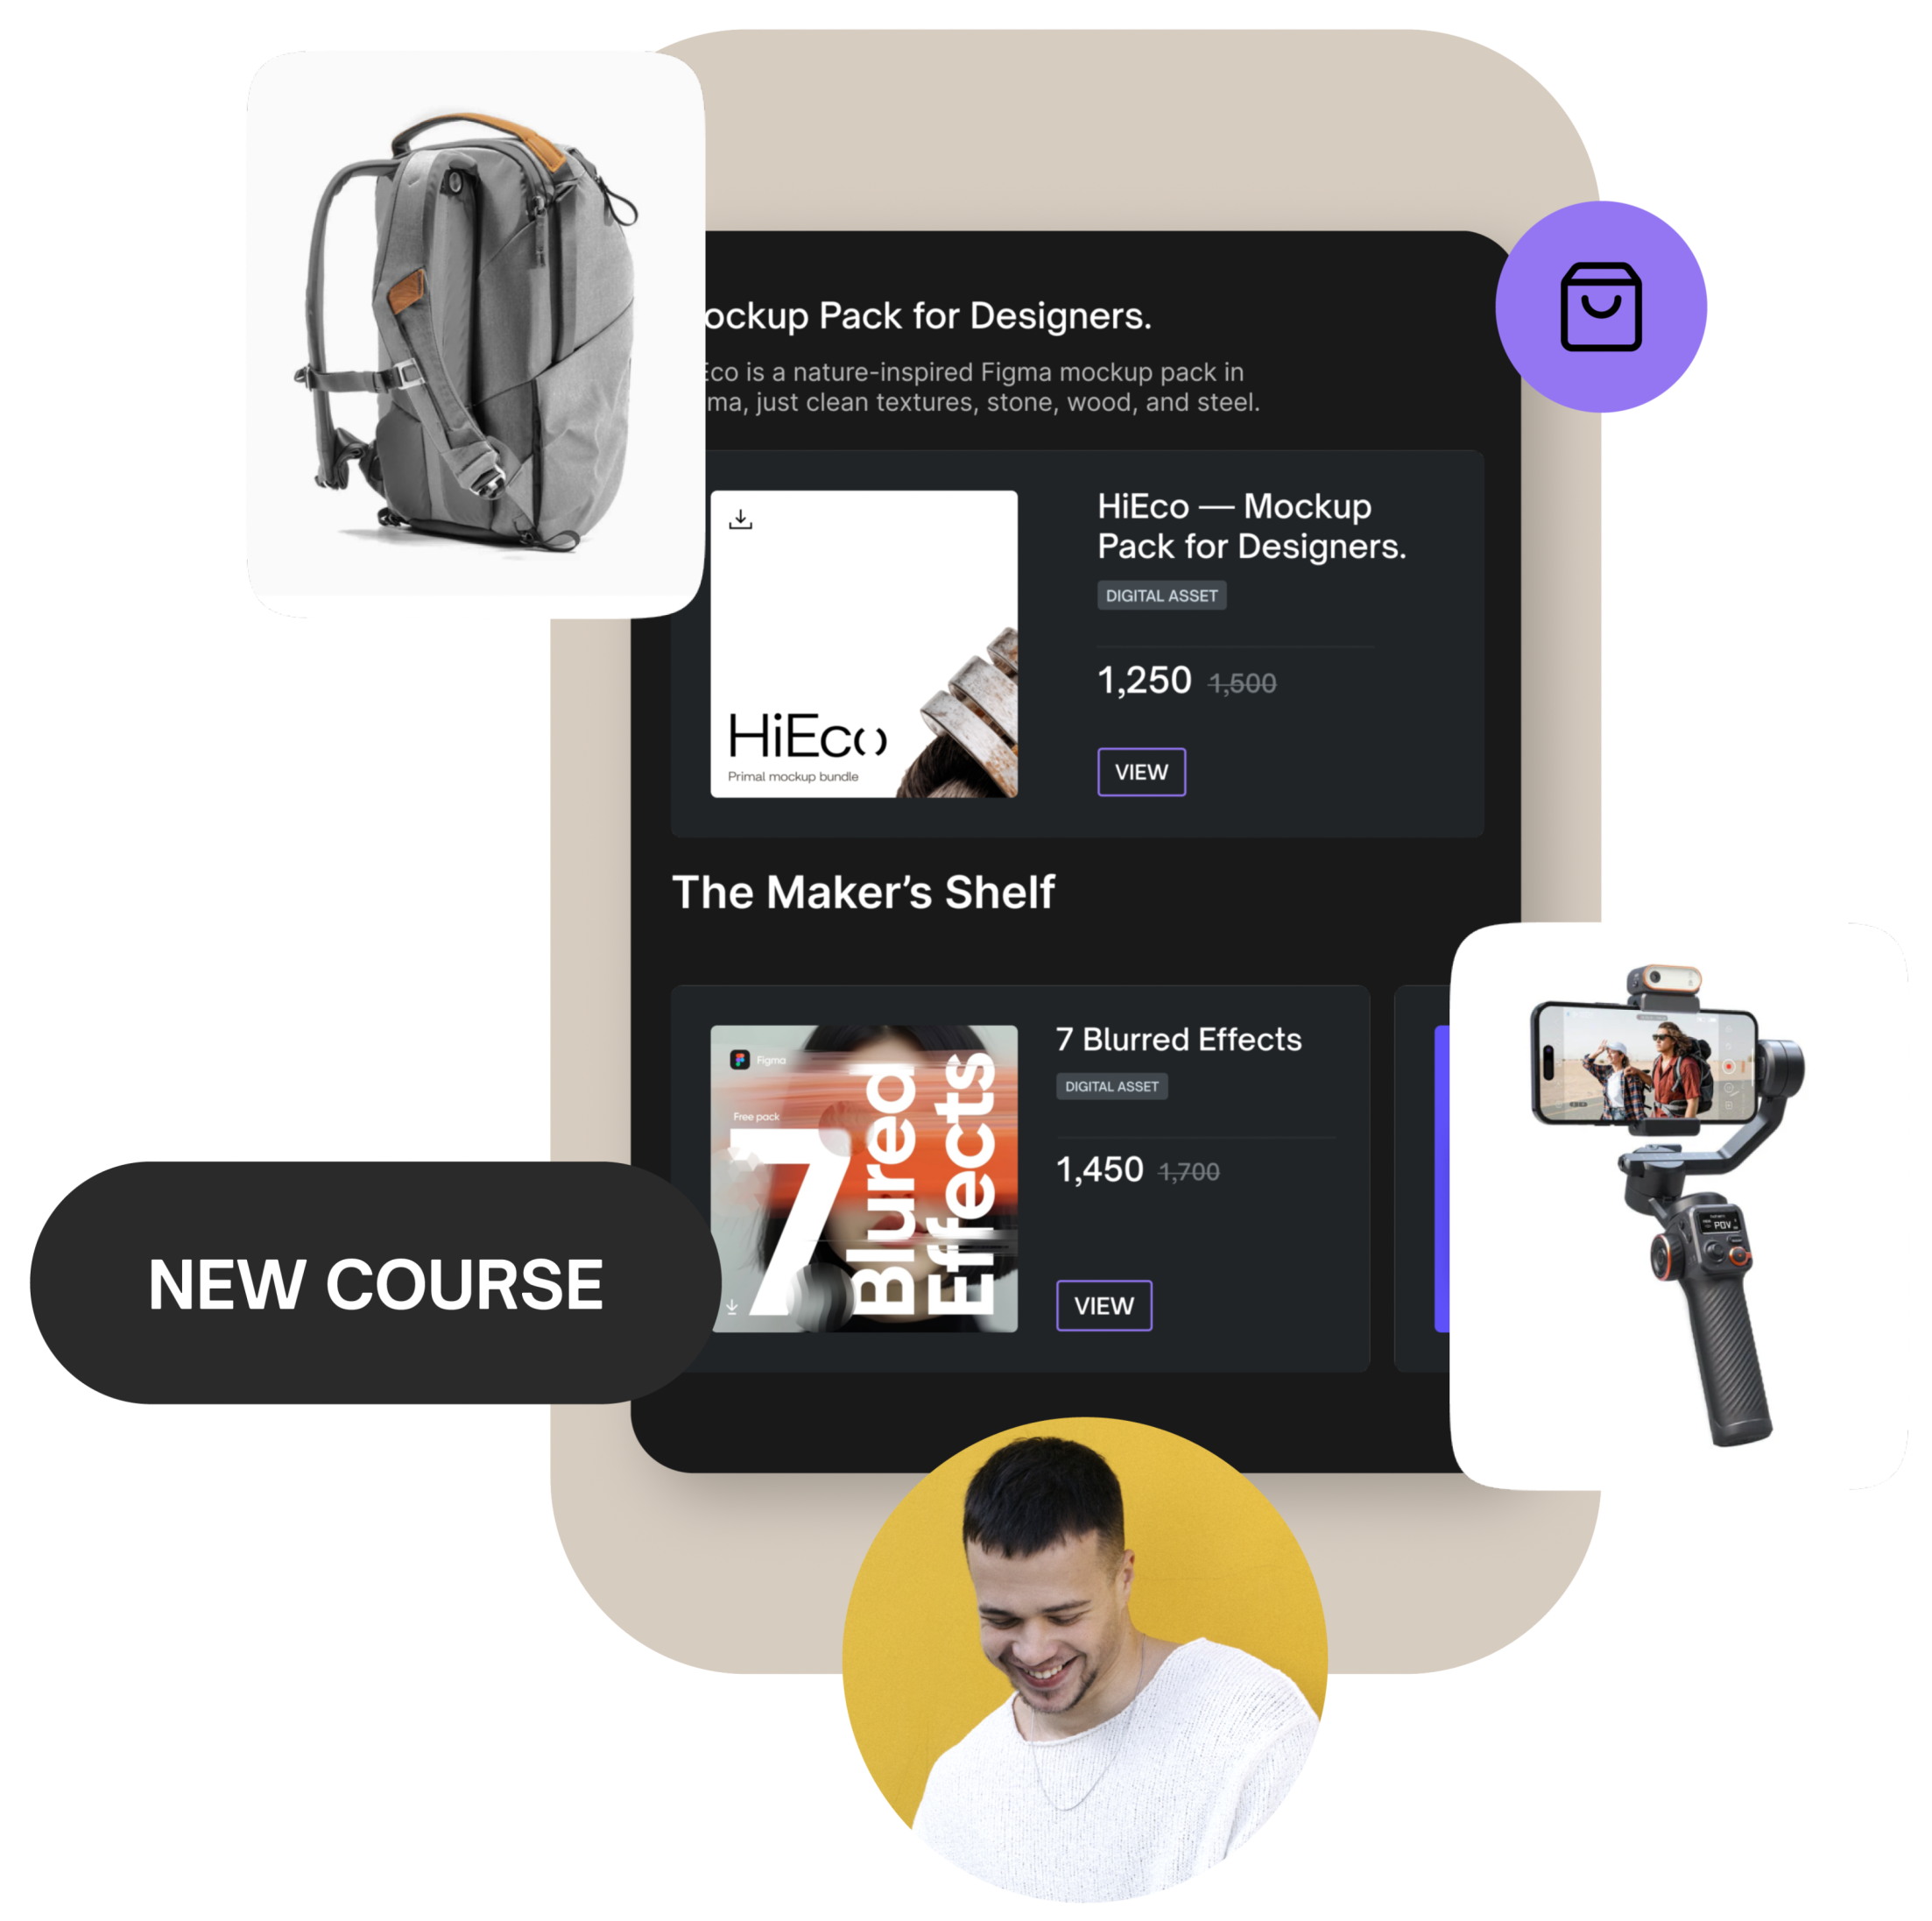 ockup Pack for Designers.
Eco is a nature-inspired Figma mockup pack in
ma, just clean textures, stone, wood, and steel.
HiEco — Mockup
Pack for Designers.
DIGITAL ASSET
1,250 1,500
VIEW
HiEco
Primal mockup bundle
The Maker’s Shelf
Figma
Free pack
7 Blured
Effects
7 Blurred Effects
DIGITAL ASSET
1,450 1,700
VIEW
NEW COURSE
POV